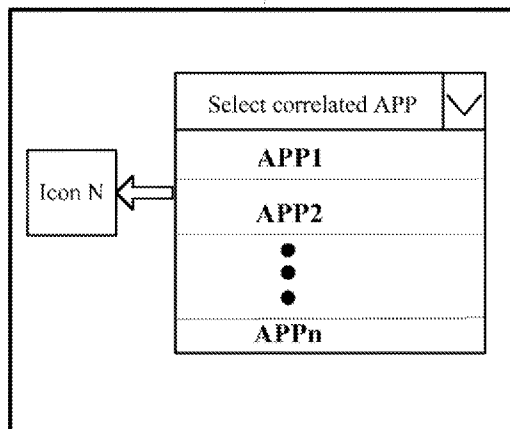 Select correlated APP
APP1
Icon N
APP2
APPn